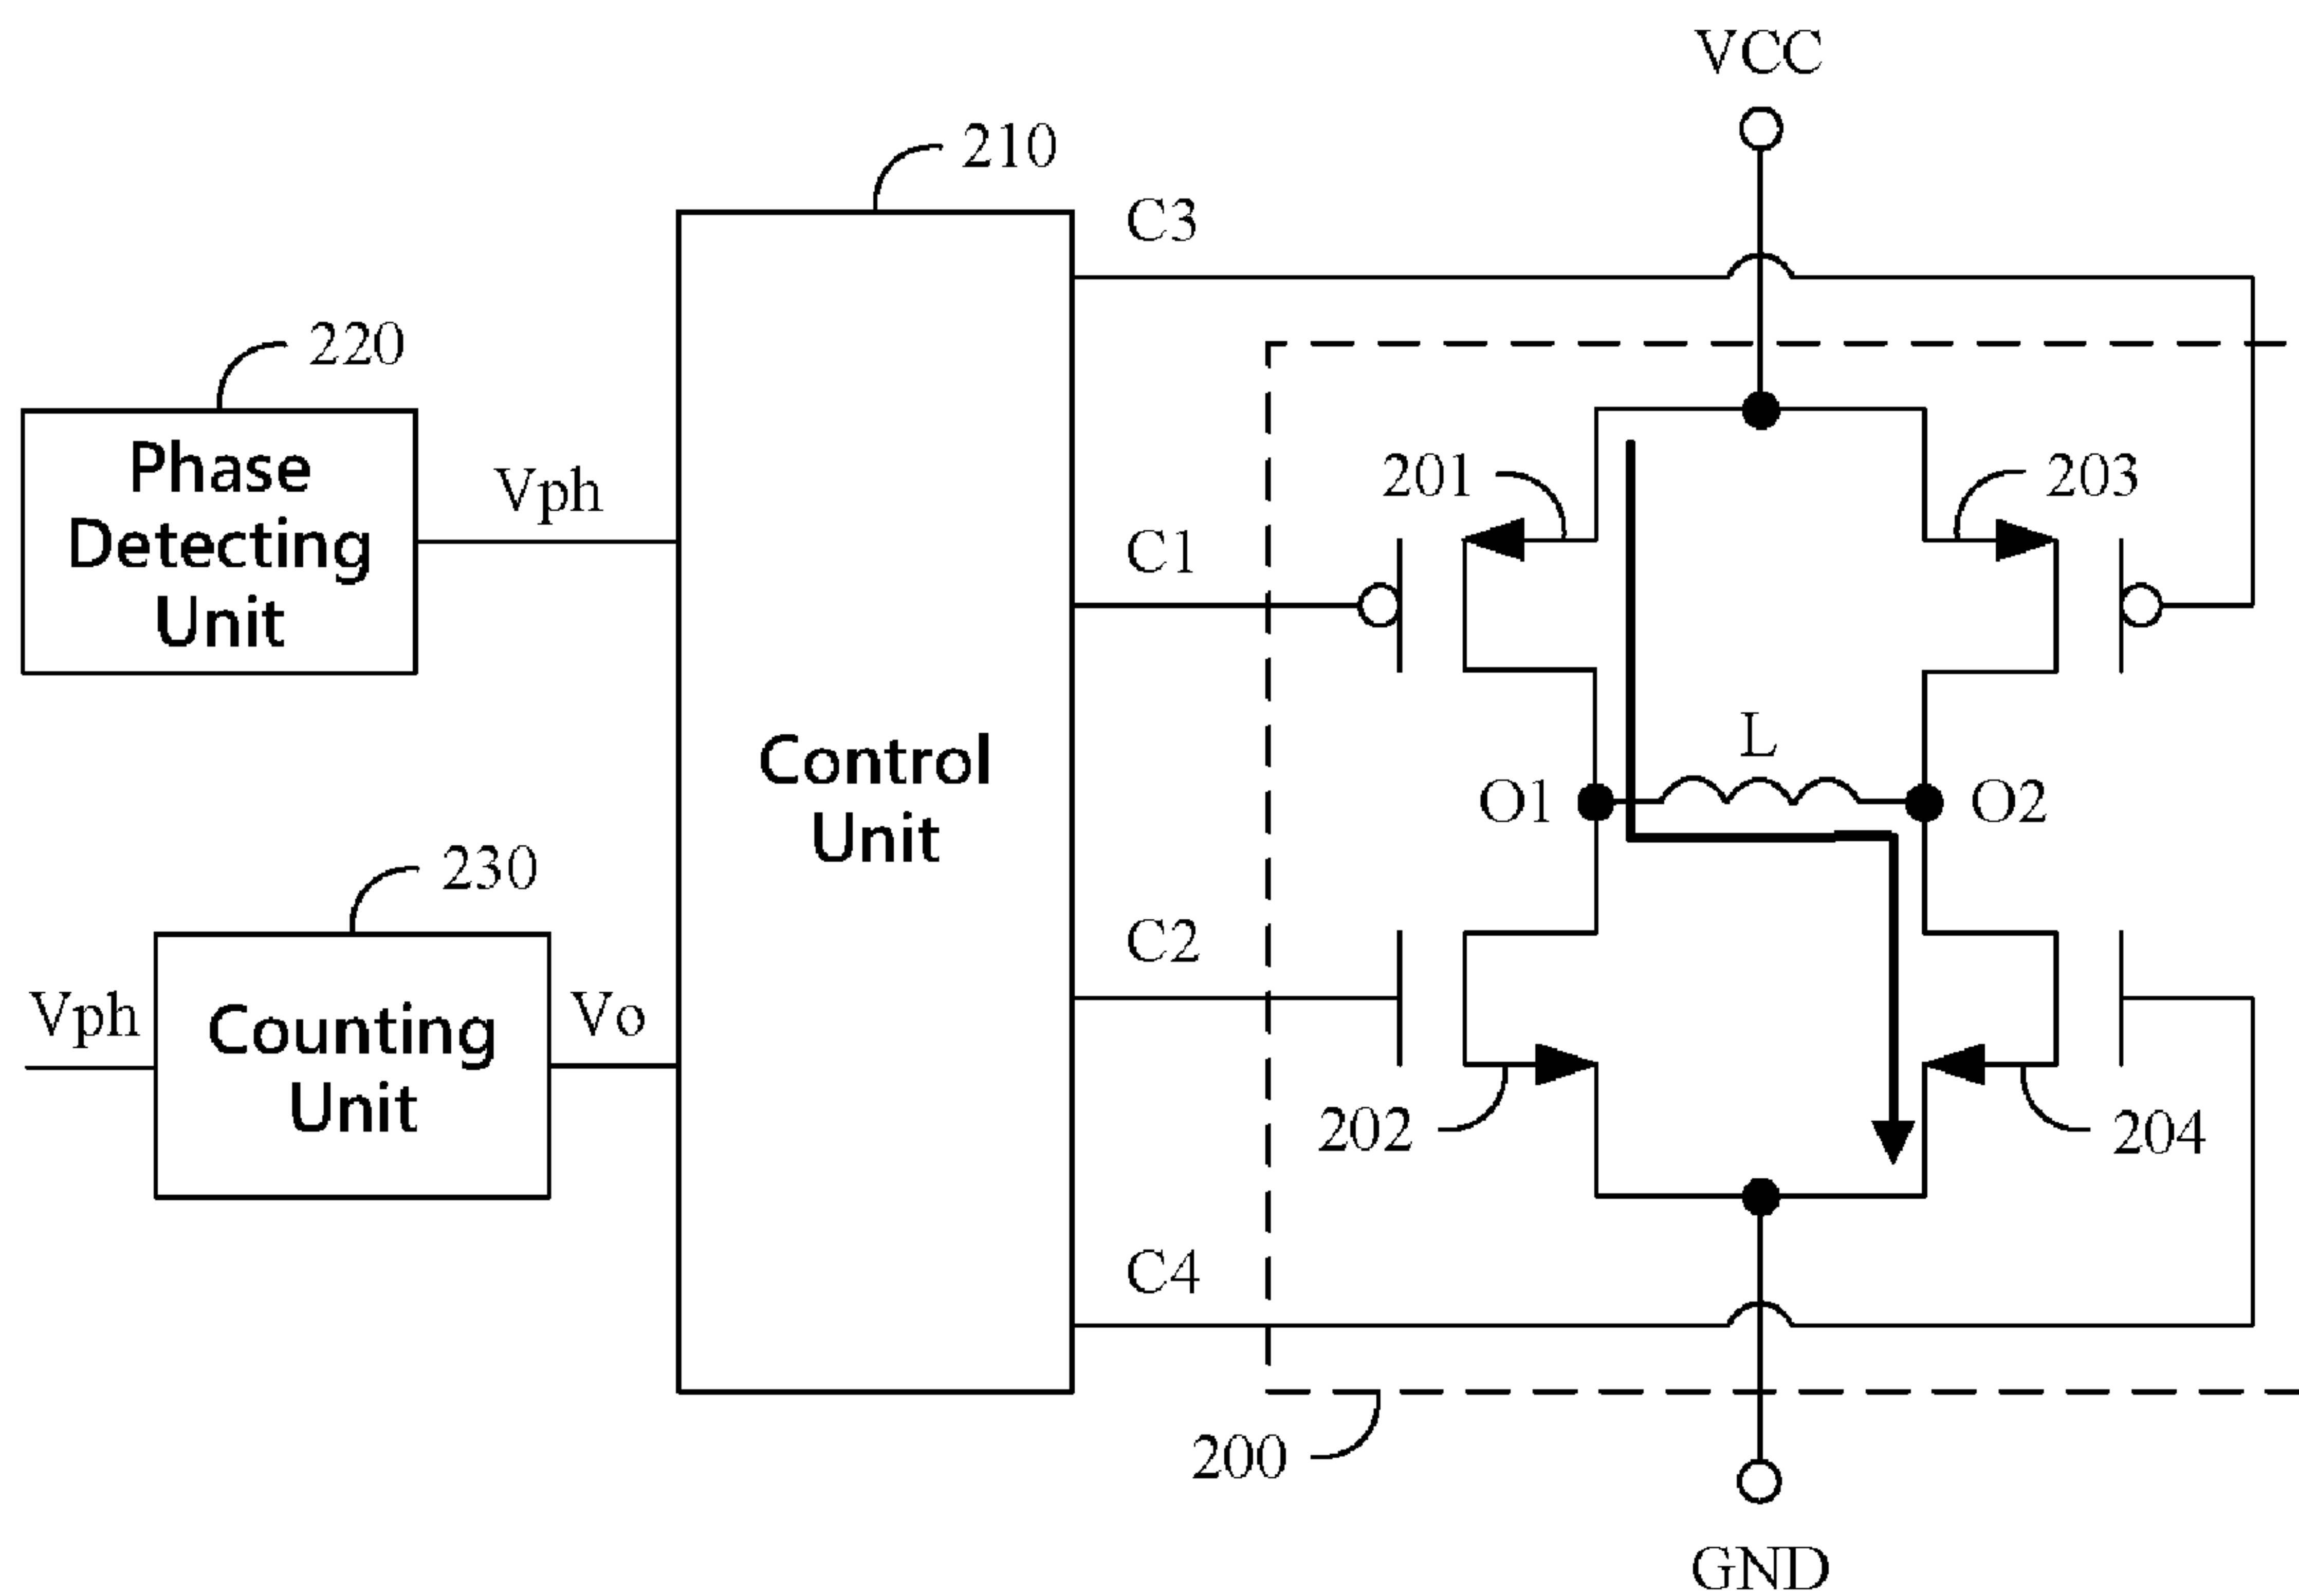 VCC
210
C3
220
Phase
Detecting
Unit
Vph
201
203
C1
Control
Unit
L
O1
O2
230
C2
Vph
Counting
Unit
Vo
202
204
C4
200
GND